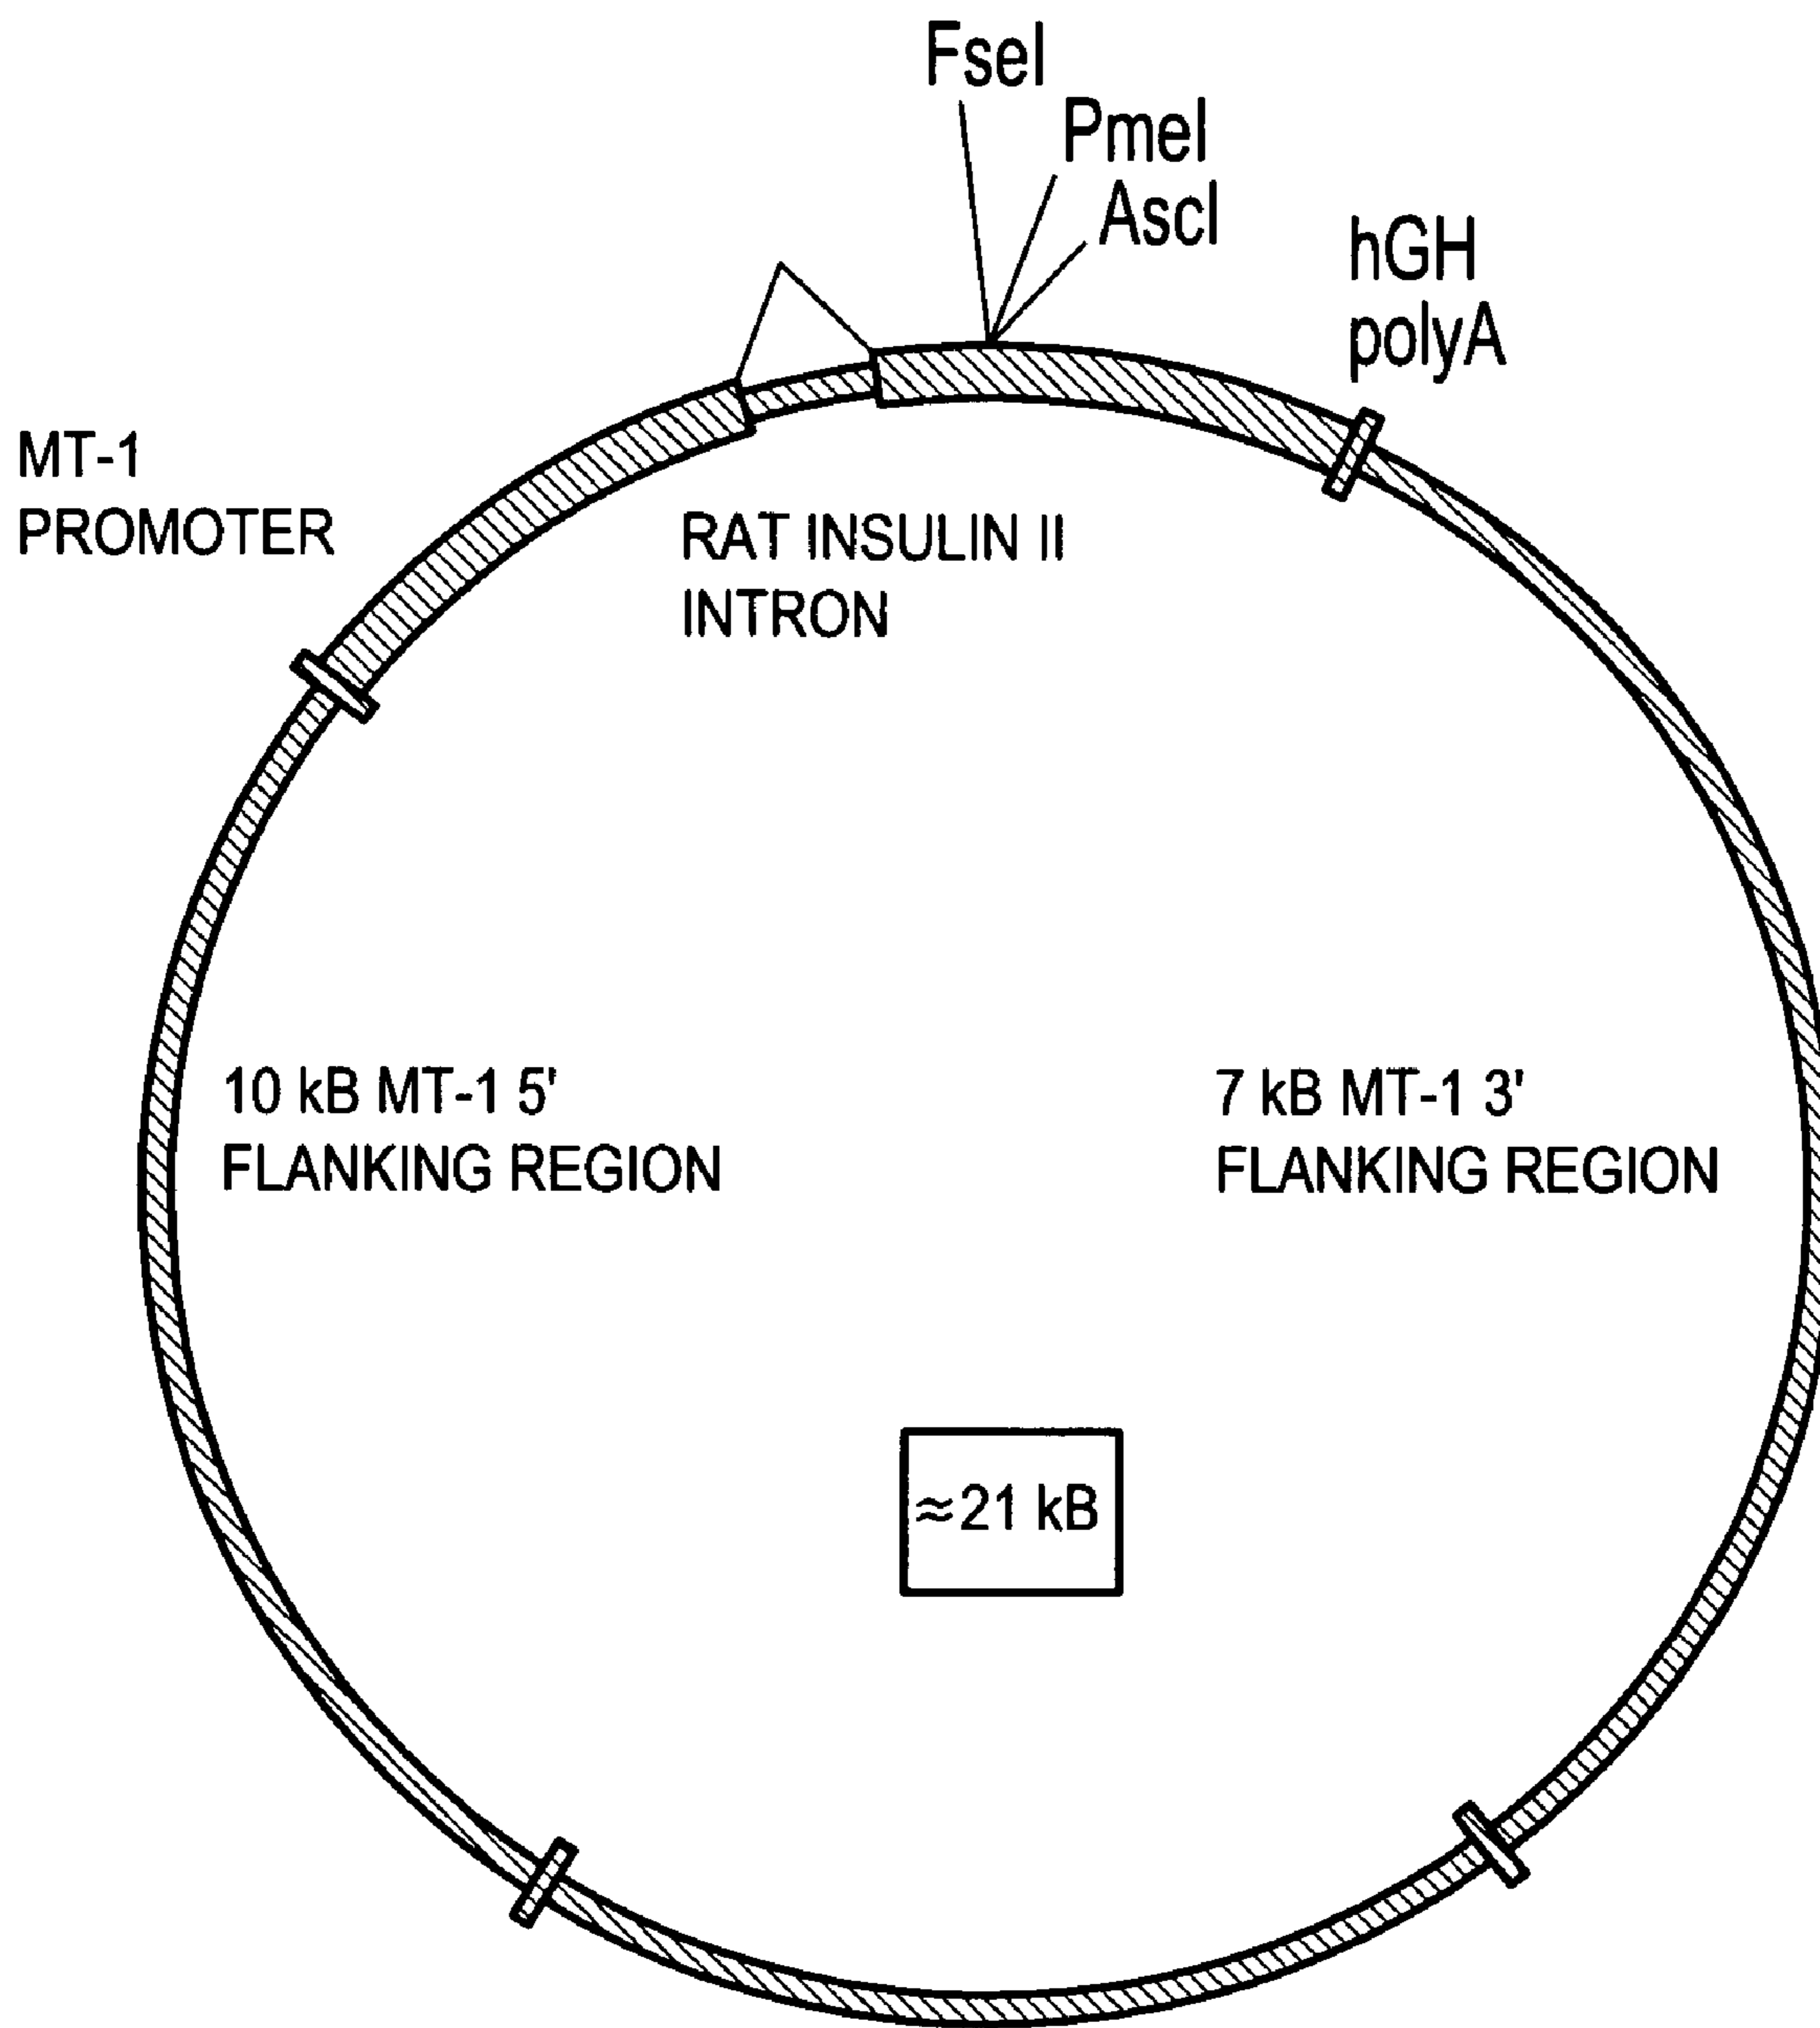 FseI
PmeI
AscI
hGH
polyA
MT-1
PROMOTER
RAT INSULIN II
INTRON
10 kB MT-1 5'
FLANKING REGION
7 kB MT-1 3'
FLANKING REGION
≈21 kB